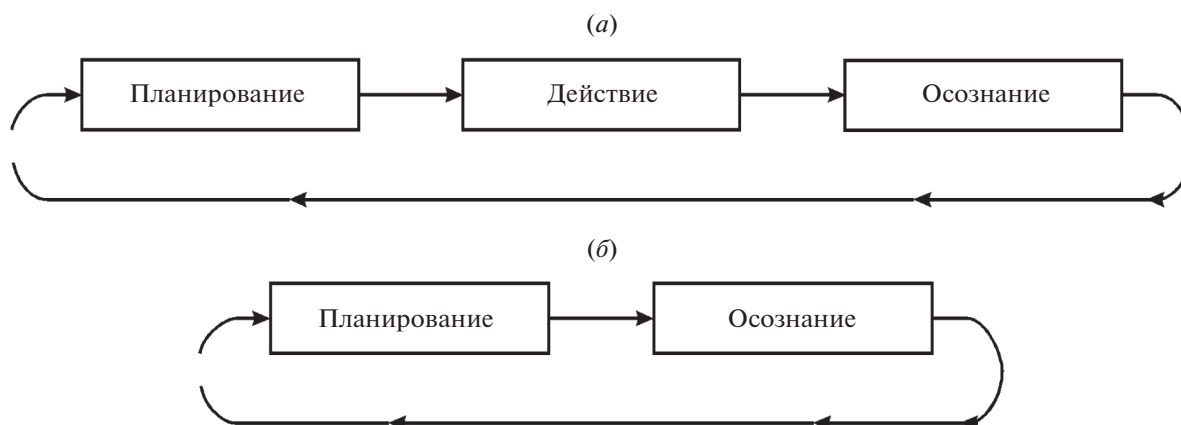 (а)
Планирование Действие Осознание
(б)
Планирование Осознание